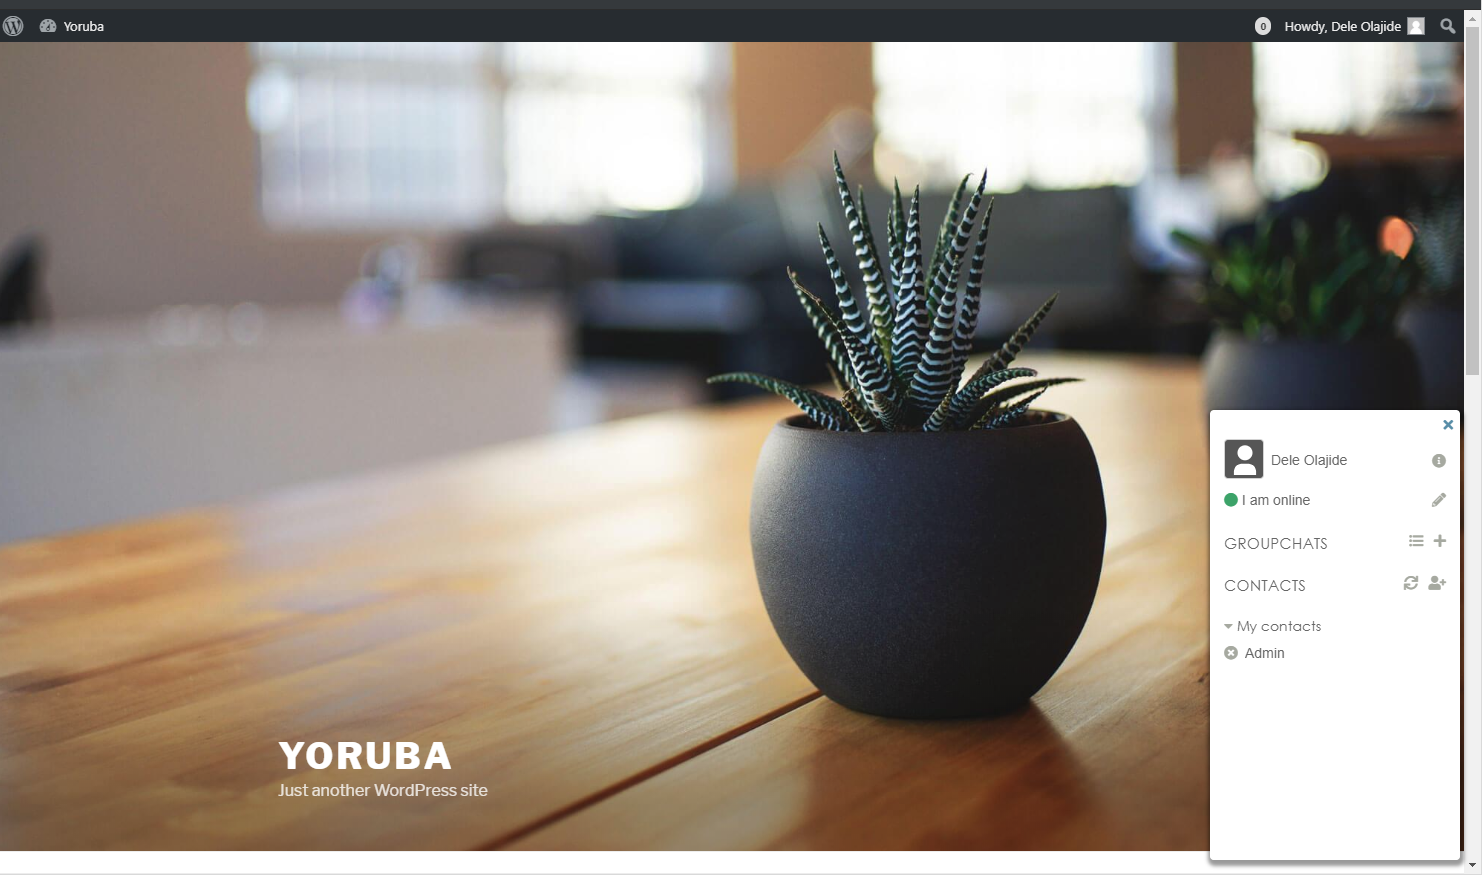 Yoruba
0
Howdy, Dele Olajide
Dele Olajide
I am online
GROUPCHATS
CONTACTS
My contacts
Admin
YORUBA
Just another WordPress site